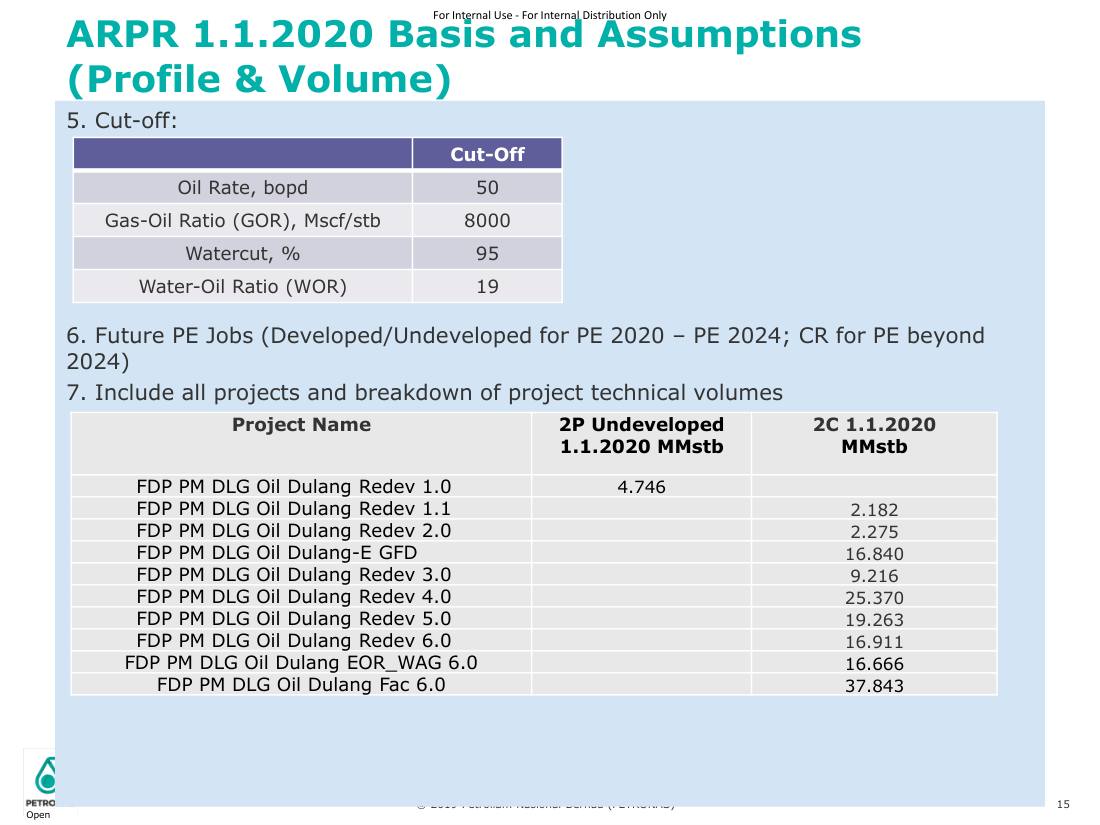 For Internal Use - For Internal Distribution Only
ARPR 1.1.2020 Basis and Assumptions
(Profile & Volume)
5. Cut-off:
Cut-Off
Oil Rate, bopd 50
Gas-Oil Ratio (GOR), Mscf/stb 8000
Watercut, % 95
Water-Oil Ratio (WOR) 19
6. Future PE Jobs (Developed/Undeveloped for PE 2020 – PE 2024; CR for PE beyond
2024)
7. Include all projects and breakdown of project technical volumes
Project Name 2P Undeveloped 2C 1.1.2020
1.1.2020 MMstb MMstb
FDP PM DLG Oil Dulang Redev 1.0 4.746
FDP PM DLG Oil Dulang Redev 1.1 2.182
FDP PM DLG Oil Dulang Redev 2.0 2.275
FDP PM DLG Oil Dulang-E GFD 16.840
FDP PM DLG Oil Dulang Redev 3.0 9.216
FDP PM DLG Oil Dulang Redev 4.0 25.370
FDP PM DLG Oil Dulang Redev 5.0 19.263
FDP PM DLG Oil Dulang Redev 6.0 16.911
FDP PM DLG Oil Dulang EOR_WAG 6.0 16.666
FDP PM DLG Oil Dulang Fac 6.0 37.843
PETRO
© 2019 Petroliam Nasional Berhad (PETRONAS)
15
Open